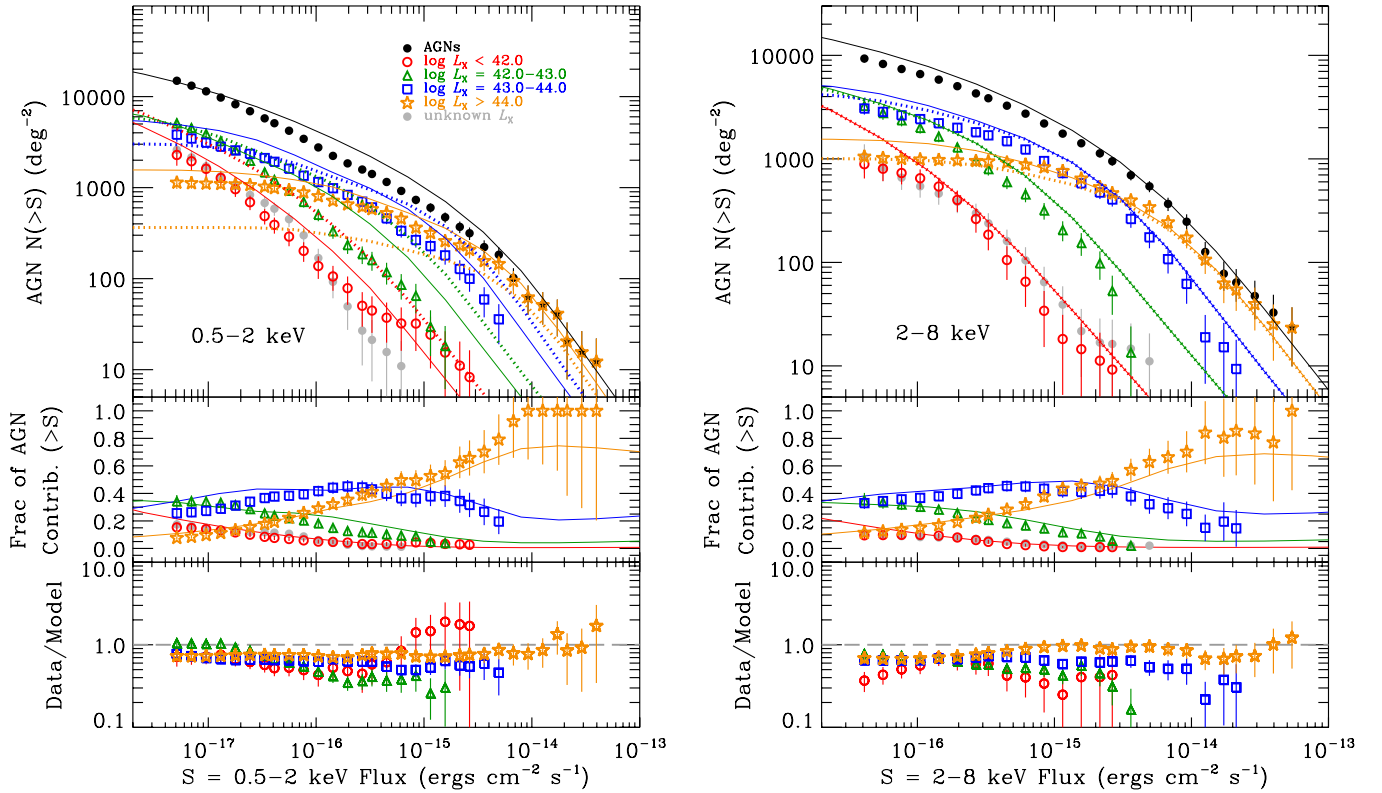 AGN N(>S) (deg⁻²)
10000
1000
100
10
AGNs
log Lx < 42.0
log Lx = 42.0−43.0
log Lx = 43.0−44.0
log Lx > 44.0
unknown Lx
0.5−2 keV
Frac of AGN
Contrib. (>S)
1.0
0.8
0.6
0.4
0.2
0.0
Data/Model
10.0
1.0
0.1
10⁻¹⁷ 10⁻¹⁶ 10⁻¹⁵ 10⁻¹⁴ 10⁻¹³
S = 0.5−2 keV Flux (ergs cm⁻² s⁻¹)
AGN N(>S) (deg⁻²)
10000
1000
100
10
2−8 keV
Frac of AGN
Contrib. (>S)
1.0
0.8
0.6
0.4
0.2
0.0
Data/Model
10.0
1.0
0.1
10⁻¹⁶ 10⁻¹⁵ 10⁻¹⁴ 10⁻¹³
S = 2−8 keV Flux (ergs cm⁻² s⁻¹)